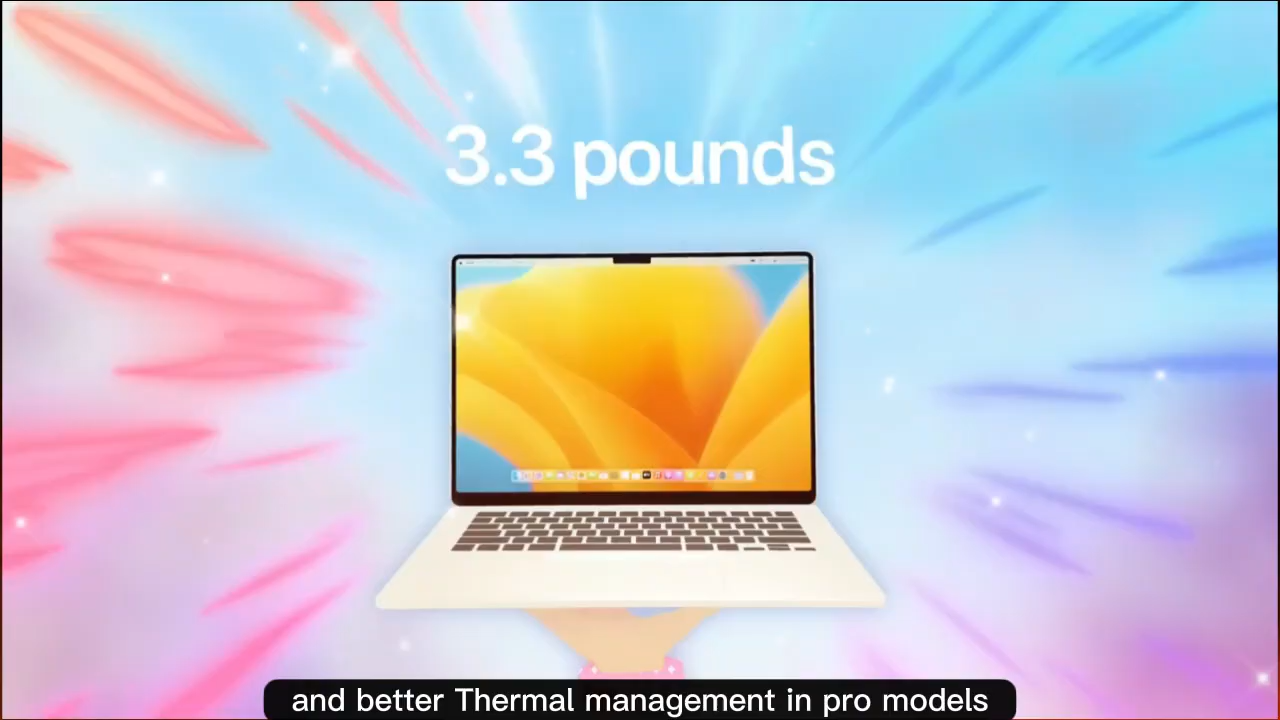 3.3 pounds
and better Thermal management in pro models